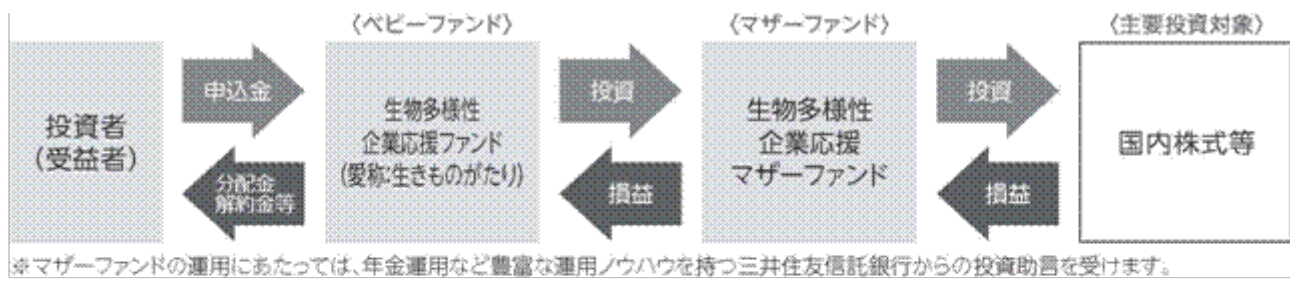 〈ベビーファンド〉
〈マザーファンド〉
〈主要投資対象〉
投資者
(受益者)
申込金
分配金
解約金等
生物多様性
企業応援ファンド
(愛称:生きものがたり)
投資
損益
生物多様性
企業応援
マザーファンド
投資
損益
国内株式等
※マザーファンドの運用にあたっては、年金運用など豊富な運用ノウハウを持つ三井住友信託銀行からの投資助言を受けます。